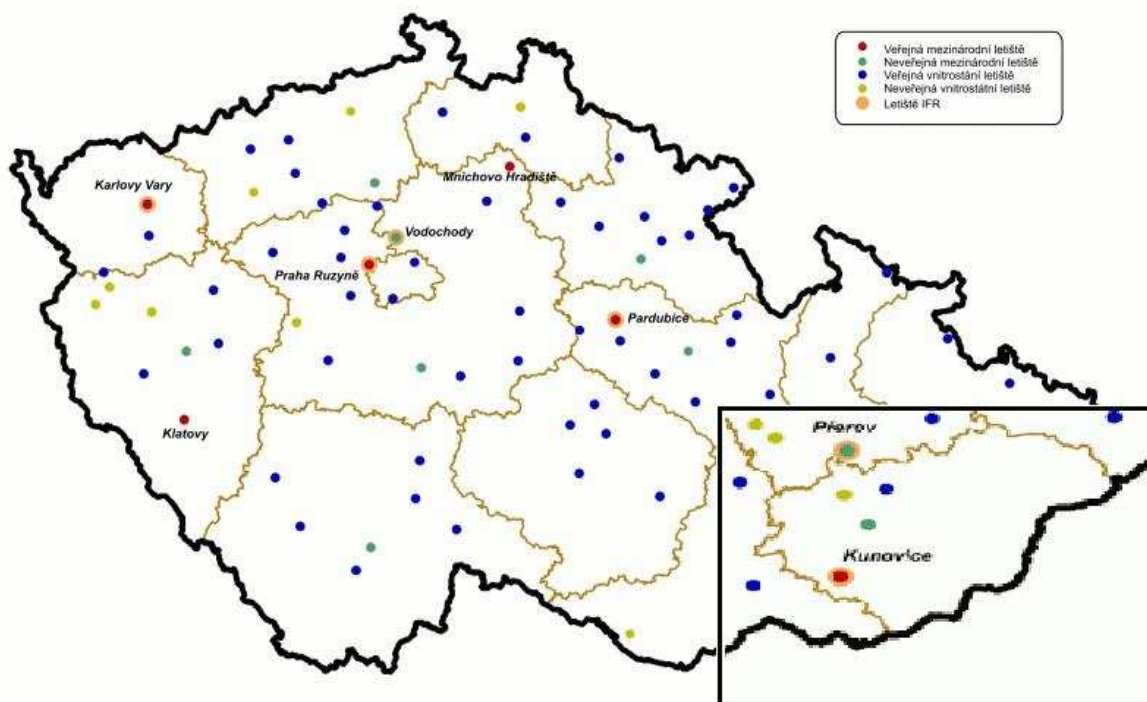 Veřejná mezinárodní letiště
Neveřejná mezinárodní letiště
Veřejná vnitrostání letiště
Neveřejná vnitrostátní letiště
Letiště IFR
Karlovy Vary
Mnichovo Hradiště
Vodochody
Praha Ruzyně
Pardubice
Klatovy
Přerov
Kunovice